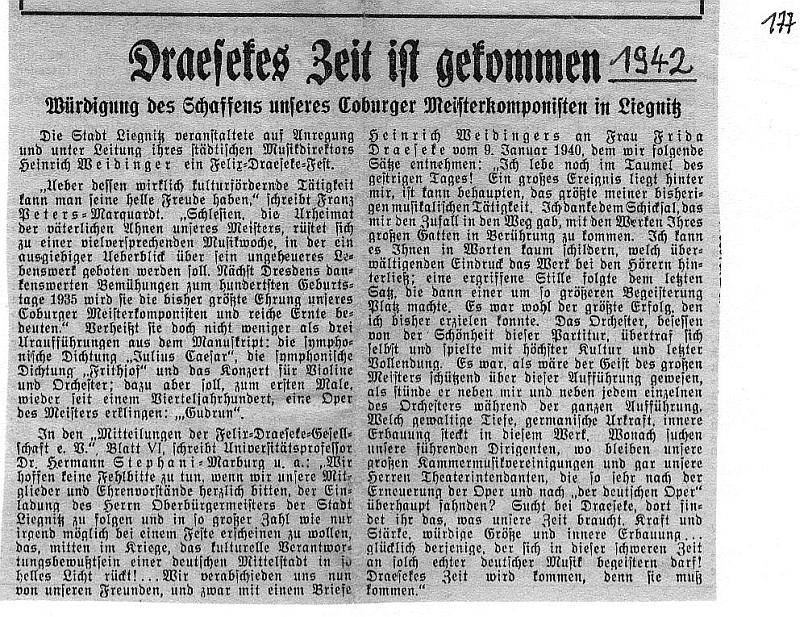 177
Draesekes Zeit ist gekommen 1942
Würdigung des Schaffens unseres Coburger Meisterkomponisten in Liegnitz
Die Stadt Liegnitz veranstaltete auf Anregung
und unter Leitung ihres städtischen Musikdirektors
Heinrich Weidinger ein Felix-Draeseke-Fest.
„Ueber dessen wirklich kulturfördernde Tätigkeit
kann man seine helle Freude haben,“ schreibt Franz
Peters-Marquardt. „Schlesien, die Urheimat
der väterlichen Ahnen unseres Meisters, rüstet sich
zu einer vielversprechenden Musikwoche, in der ein
ausgiebiger Ueberblick über sein ungeheueres Le-
benswerk geboten werden soll. Nächst Dresdens dan-
kenswerten Bemühungen zum hundertsten Geburts-
tage 1935 wird sie die bisher größte Ehrung unseres
Coburger Meisterkomponisten und reiche Ernte be-
deuten.“ Verheißt sie doch nicht weniger als drei
Uraufführungen aus dem Manuskript: die sympho-
nische Dichtung „Julius Caesar“, die symphonische
Dichtung „Frithjof“ und das Konzert für Violine
und Orchester; dazu aber soll, zum ersten Male,
wieder seit einem Vierteljahrhundert, eine Oper
des Meisters erklingen: „Gudrun“.
In den „Mitteilungen der Felix-Draeseke-Gesell-
schaft e. V.“ Blatt VI, schreibt Universitätsprofessor
Dr. Hermann Stephani-Marburg u. a.: „Wir
hoffen keine Fehlbitte zu tun, wenn wir unsere Mit-
glieder und Ehrenvorstände herzlich bitten, der Ein-
ladung des Herrn Oberbürgermeisters der Stadt
Liegnitz zu folgen und in so großer Zahl wie nur
irgend möglich bei einem Feste erscheinen zu wollen,
das, mitten im Kriege, das kulturelle Verantwor-
tungsbewußtsein einer deutschen Mittelstadt in so
helles Licht rückt!... Wir verabschieden uns nun
von unseren Freunden, und zwar mit einem Briefe
Heinrich Weidingers an Frau Frida
Draeseke vom 9. Januar 1940, dem wir folgende
Sätze entnehmen: „Ich lebe noch im Taumel des
gestrigen Tages! Ein großes Ereignis liegt hinter
mir, ist kann behaupten, das größte meiner bisheri-
gen musikalischen Tätigkeit. Ich danke dem Schicksal, das
mir den Zufall in den Weg gab, mit den Werken Ihres
großen Gatten in Berührung zu kommen. Ich kann
es Ihnen in Worten kaum schildern, welch über-
wältigenden Eindruck das Werk bei den Hörern hin-
terließ; eine ergriffene Stille folgte dem letzten
Satz, die dann einer um so größeren Begeisterung
Platz machte. Es war wohl der größte Erfolg, den
ich bisher erzielen konnte. Das Orchester, besessen
von der Schönheit dieser Partitur, übertraf sich
selbst und spielte mit höchster Kultur und letzter
Vollendung. Es war, als wäre der Geist des großen
Meisters schützend über dieser Aufführung gewesen,
als stünde er neben mir und neben jedem einzelnen
des Orchesters während der ganzen Aufführung.
Welch gewaltige Tiefe, germanische Urkraft, innere
Erbauung steckt in diesem Werk. Wonach suchen
unsere führenden Dirigenten, wo bleiben unsere
großen Kammermusikvereinigungen und gar unsere
Herren Theaterintendanten, die so sehr nach der
Erneuerung der Oper und nach „der deutschen Oper“
überhaupt fahnden? Sucht bei Draeseke, dort fin-
det ihr das, was unsere Zeit braucht, Kraft und
Stärke, würdige Größe und innere Erbauung...
glücklich derjenige, der sich in dieser schweren Zeit
an solch echter deutscher Musik begeistern darf!
Draesekes Zeit wird kommen, denn sie muß
kommen.“